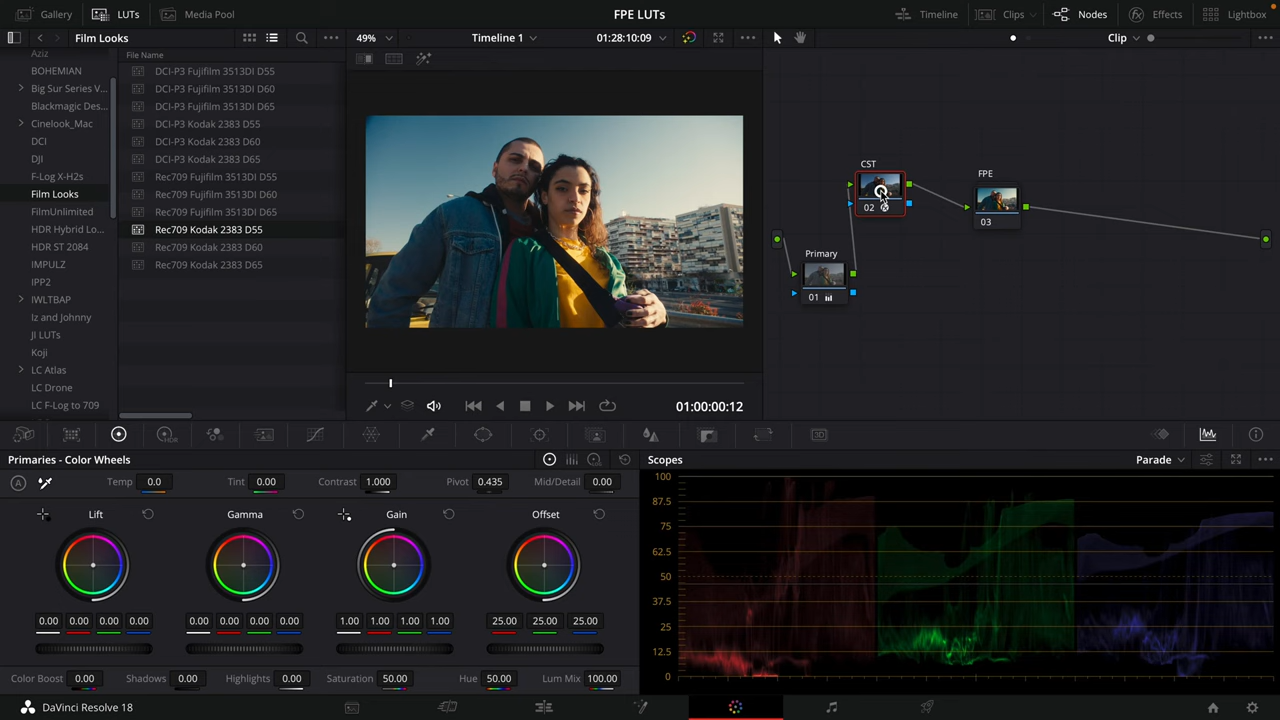 Gallery
LUTs
Media Pool
FPE LUTs
Timeline
Clips
Nodes
Effects
Lightbox
Film Looks
49%
Timeline 1
01:28:10:09
Clip
Aziz
BOHEMIAN
Big Sur Series V...
Blackmagic Des...
Cinelook_Mac
DCI
DJI
F-Log X-H2s
Film Looks
FilmUnlimited
HDR Hybrid Lo...
HDR ST 2084
IMPULZ
IPP2
IWLTBAP
Iz and Johnny
JI LUTs
Koji
LC Atlas
LC Drone
LC F-Log to 709
File Name
DCI-P3 Fujifilm 3513DI D55
DCI-P3 Fujifilm 3513DI D60
DCI-P3 Fujifilm 3513DI D65
DCI-P3 Kodak 2383 D55
DCI-P3 Kodak 2383 D60
DCI-P3 Kodak 2383 D65
Rec709 Fujifilm 3513DI D55
Rec709 Fujifilm 3513DI D60
Rec709 Fujifilm 3513DI D65
Rec709 Kodak 2383 D55
Rec709 Kodak 2383 D60
Rec709 Kodak 2383 D65
01:00:00:12
CST
02
FPE
03
Primary
01
3D
Primaries - Color Wheels
A
Temp 0.0
Tint 0.00
Contrast 1.000
Pivot 0.435
Mid/Detail 0.00
Lift
Gamma
Gain
Offset
0.00 0.00 0.00 0.00
0.00 0.00 0.00 0.00
1.00 1.00 1.00 1.00
25.00 25.00 25.00
Color Boost 0.00
Shadows 0.00
Highlights 0.00
Saturation 50.00
Hue 50.00
Lum Mix 100.00
Scopes
Parade
100
87.5
75
62.5
50
37.5
25
12.5
0
DaVinci Resolve 18